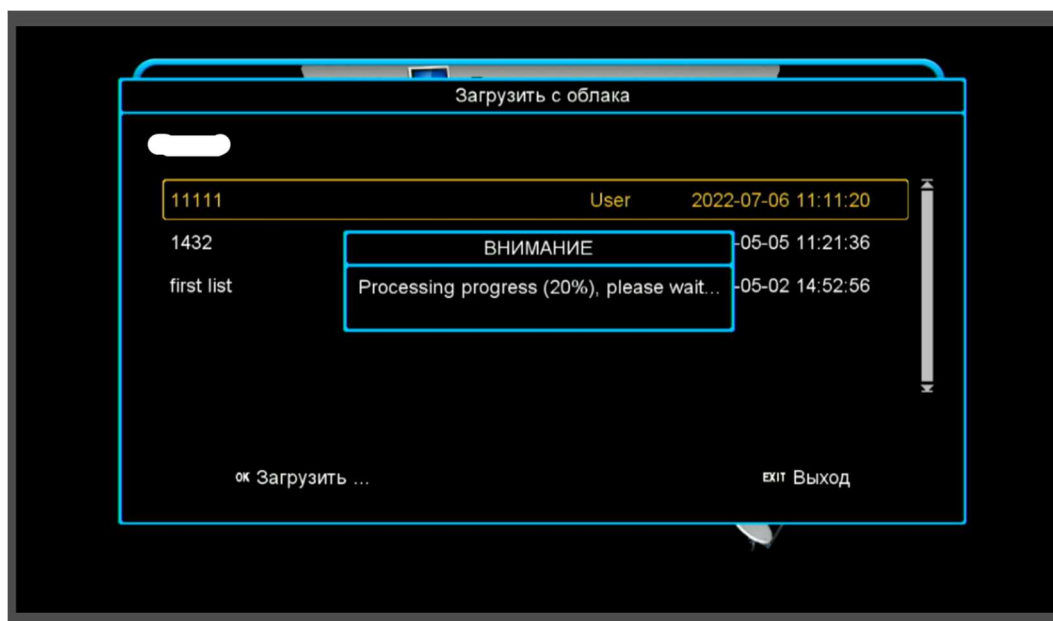 Загрузить с облака
11111 User 2022-07-06 11:11:20
1432 -05-05 11:21:36
ВНИМАНИЕ
first list -05-02 14:52:56
Processing progress (20%), please wait...
OK Загрузить ...
EXIT Выход